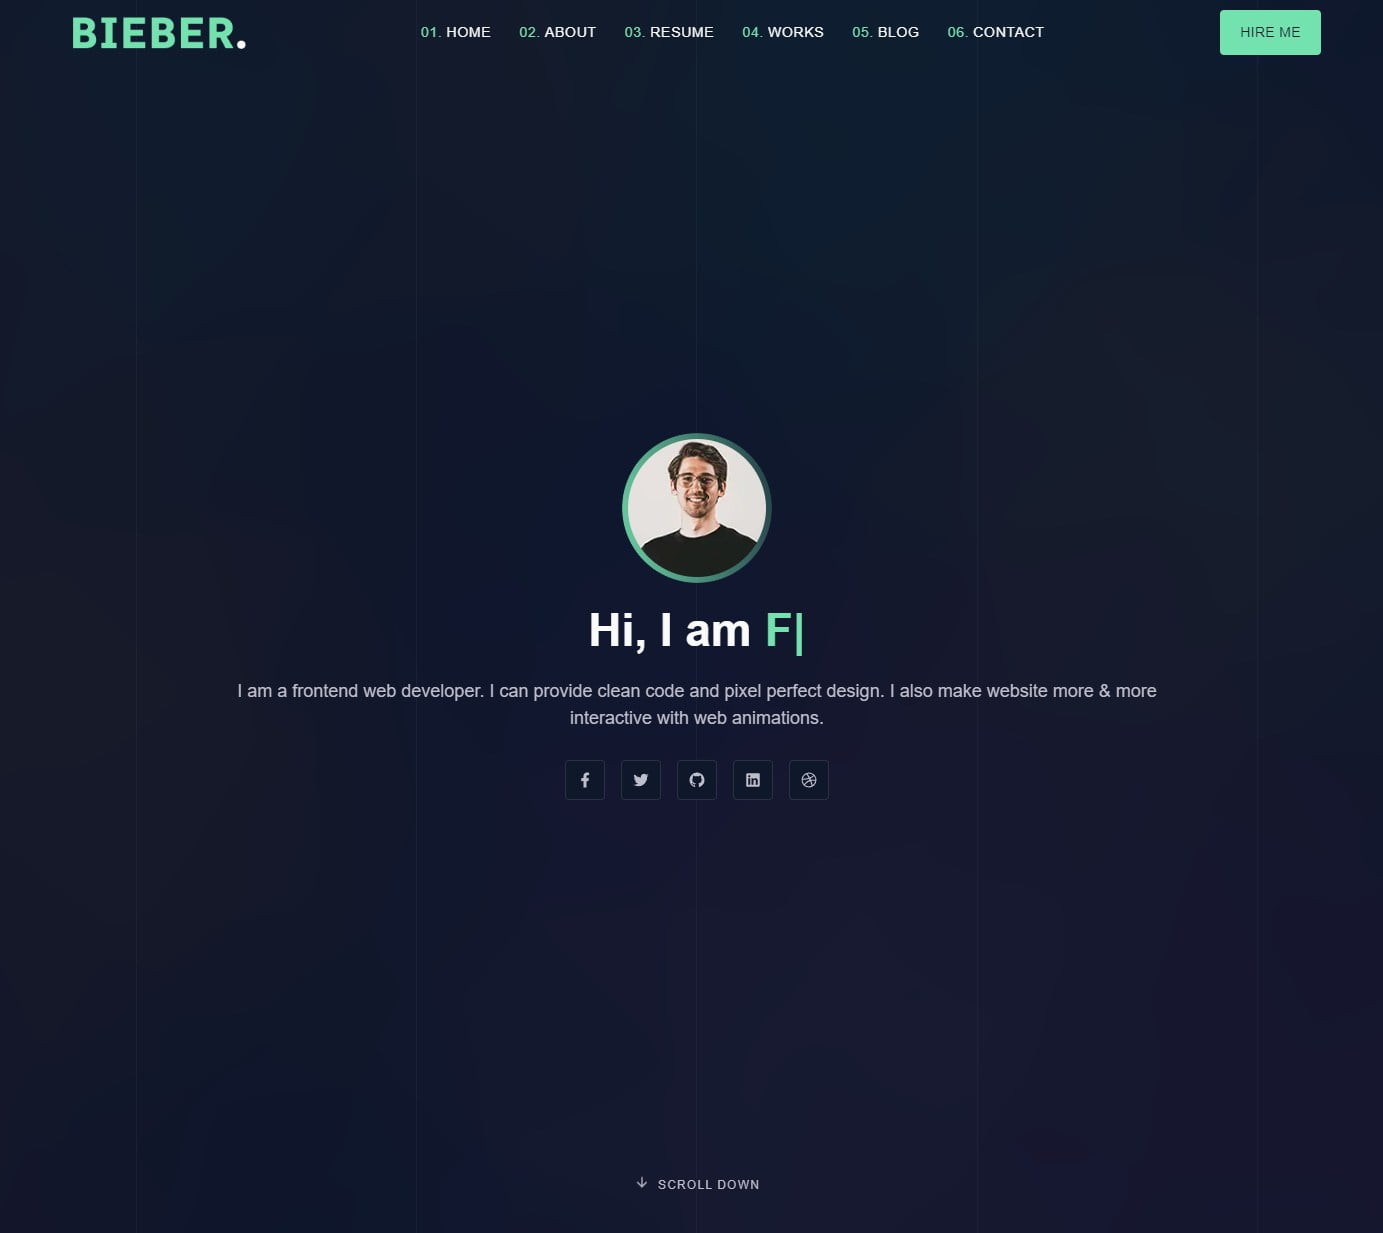 BIEBER.
01. HOME 02. ABOUT 03. RESUME 04. WORKS 05. BLOG 06. CONTACT
HIRE ME
Hi, I am F|
I am a frontend web developer. I can provide clean code and pixel perfect design. I also make website more & more
interactive with web animations.
SCROLL DOWN